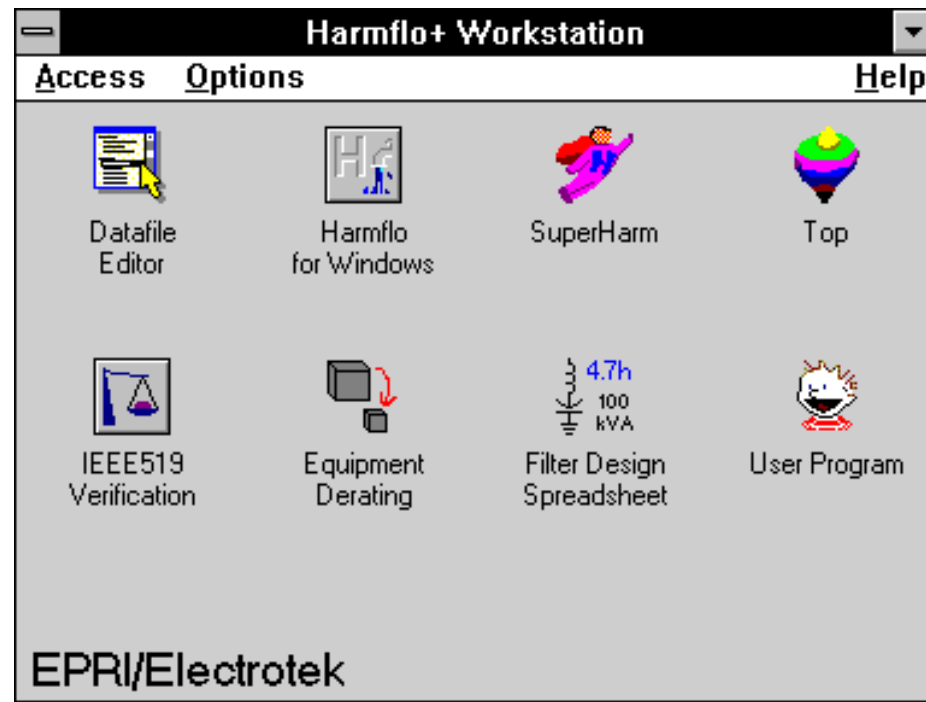 Harmflo+ Workstation
Access Options Help
Datafile
Editor
Harmflo
for Windows
SuperHarm
Top
IEEE519
Verification
Equipment
Derating
4.7h
100
kVA
Filter Design
Spreadsheet
User Program
EPRI/Electrotek